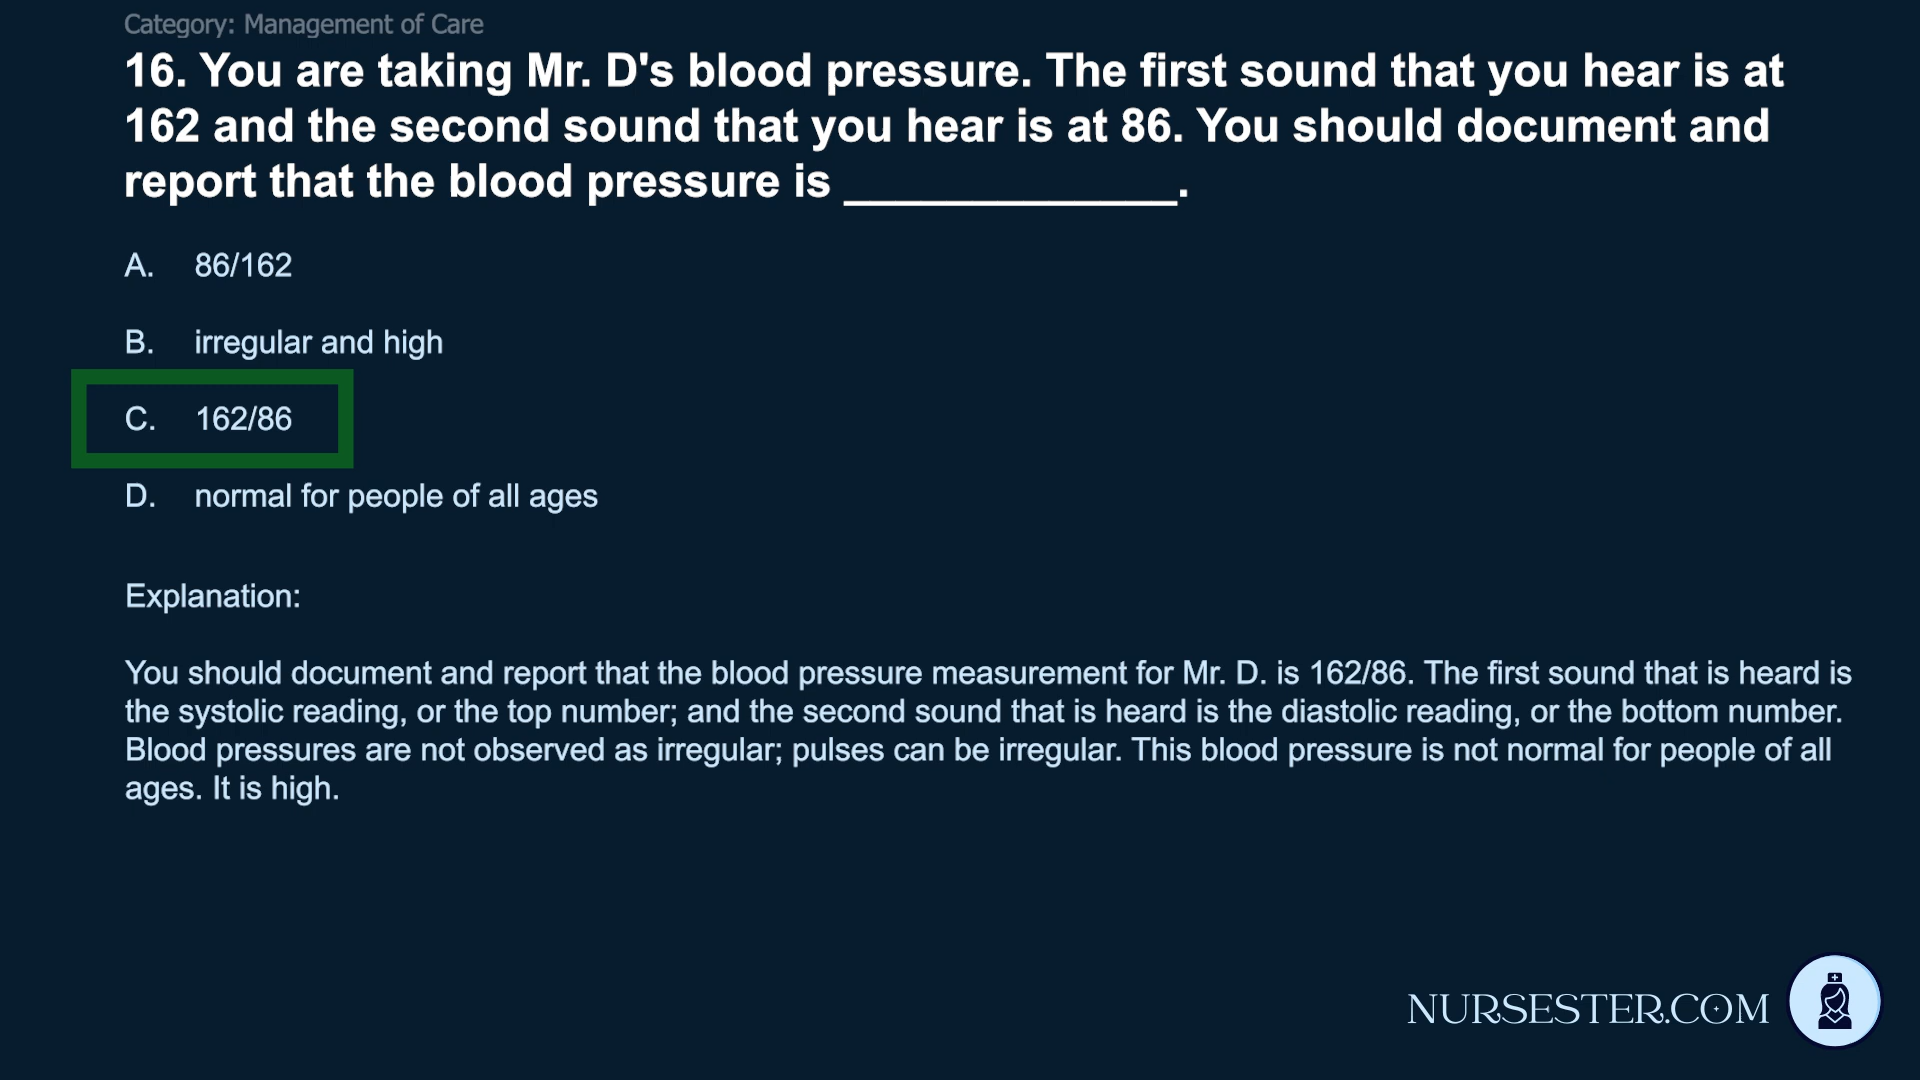 Category: Management of Care
16. You are taking Mr. D's blood pressure. The first sound that you hear is at
162 and the second sound that you hear is at 86. You should document and
report that the blood pressure is _____________.
A. 86/162
B. irregular and high
C. 162/86
D. normal for people of all ages
Explanation:
You should document and report that the blood pressure measurement for Mr. D. is 162/86. The first sound that is heard is
the systolic reading, or the top number; and the second sound that is heard is the diastolic reading, or the bottom number.
Blood pressures are not observed as irregular; pulses can be irregular. This blood pressure is not normal for people of all
ages. It is high.
NURSESTER.COM